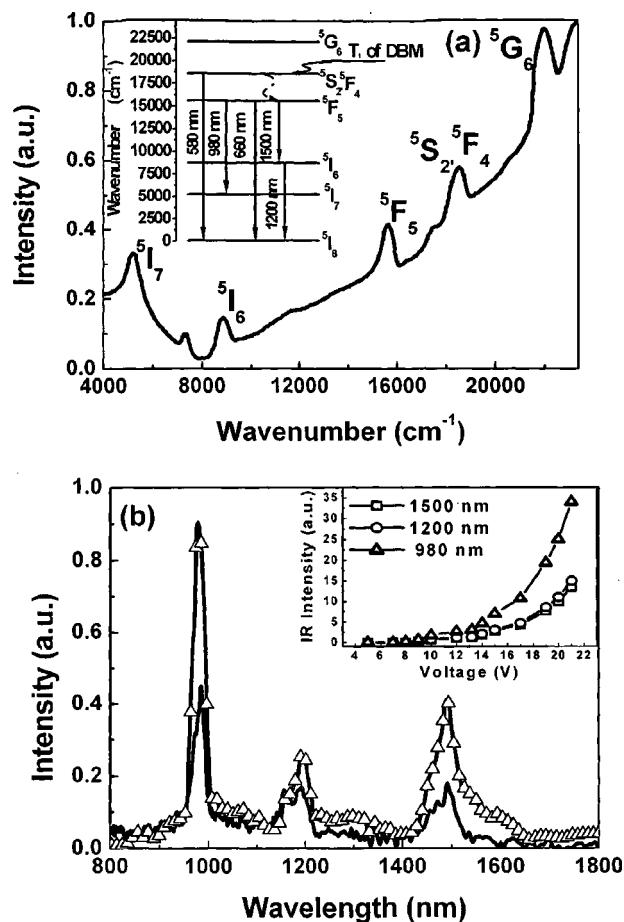 (a)
Intensity (a.u.)
1.0
0.8
0.6
0.4
0.2
0.0
4000 8000 12000 16000 20000
Wavenumber (cm⁻¹)
⁵I₇
⁵I₆
⁵F₅
⁵S₂, ⁵F₄
⁵G₆
Wavenumber (cm⁻¹)
22500
20000
17500
15000
12500
10000
7500
5000
2500
0
⁵G₆ T₁ of DBM
⁵S₂⁵F₄
⁵F₅
⁵I₆
⁵I₇
⁵I₈
580 nm
980 nm
660 nm
1500 nm
1200 nm
(b)
Intensity (a.u.)
1.0
0.8
0.6
0.4
0.2
0.0
800 1000 1200 1400 1600 1800
Wavelength (nm)
IR Intensity (a.u.)
35
30
25
20
15
10
5
0
4 6 8 10 12 14 16 18 20 22
Voltage (V)
1500 nm
1200 nm
980 nm